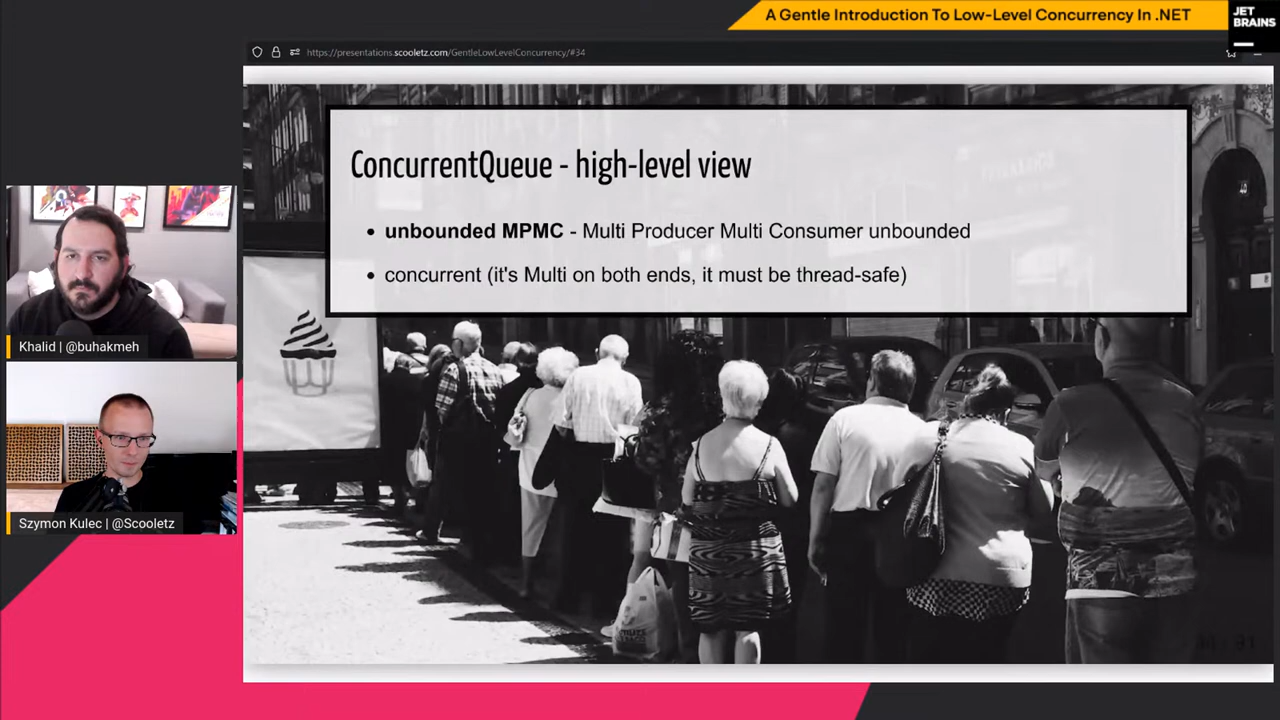 A Gentle Introduction To Low-Level Concurrency In .NET
JET
BRAINS
https://presentations.scooletz.com/GentleLowLevelConcurrency/#34
ConcurrentQueue - high-level view
• unbounded MPMC - Multi Producer Multi Consumer unbounded
• concurrent (it's Multi on both ends, it must be thread-safe)
40
Khalid | @buhakmeh
Szymon Kulec | @Scooletz